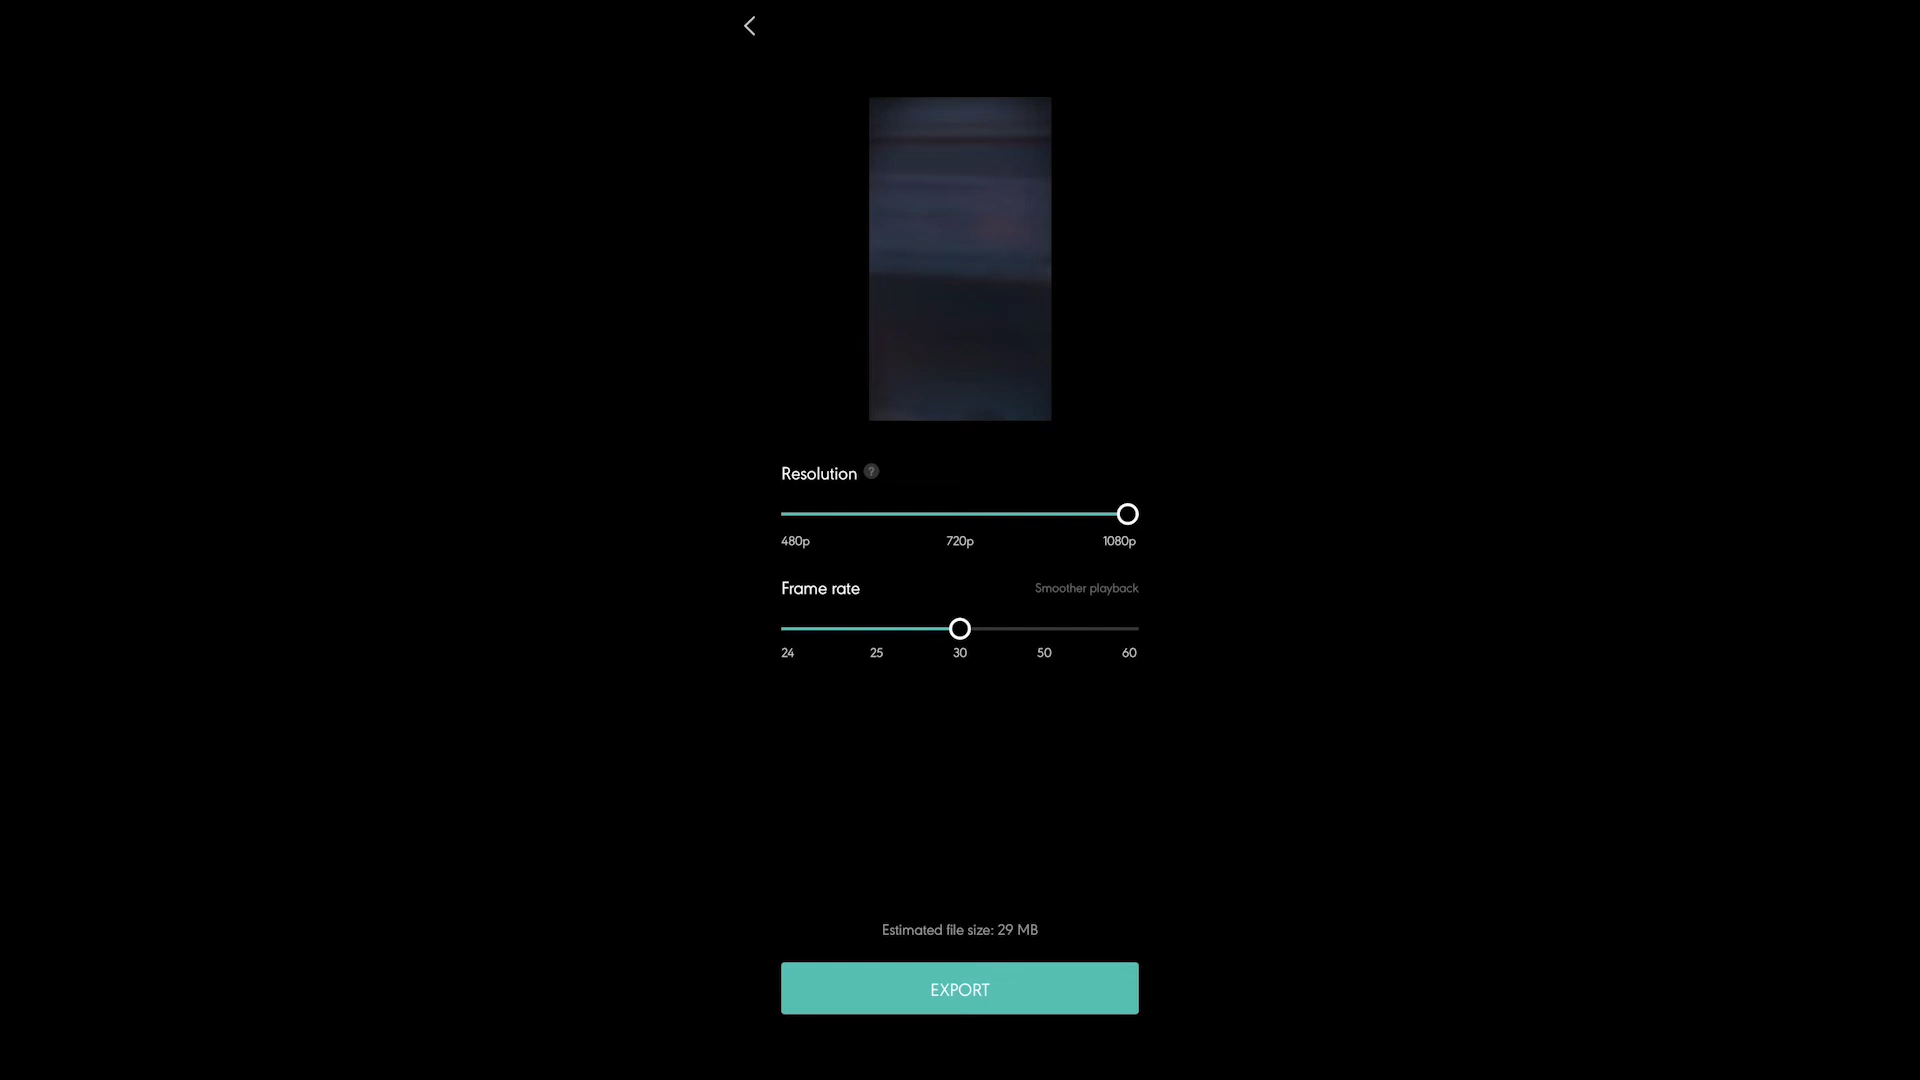 Resolution ?
480p 720p 1080p
Frame rate Smoother playback
24 25 30 50 60
Estimated file size: 29 MB
EXPORT